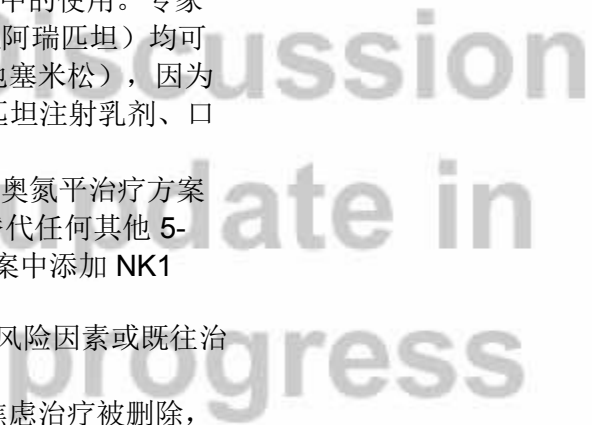 中的使用。专家
阿瑞匹坦）均可
地塞米松），因为
匹坦注射乳剂、口
奥氮平治疗方案
替代任何其他 5-
案中添加 NK1
风险因素或既往治
焦虑治疗被删除，
Discussion
update in
progress